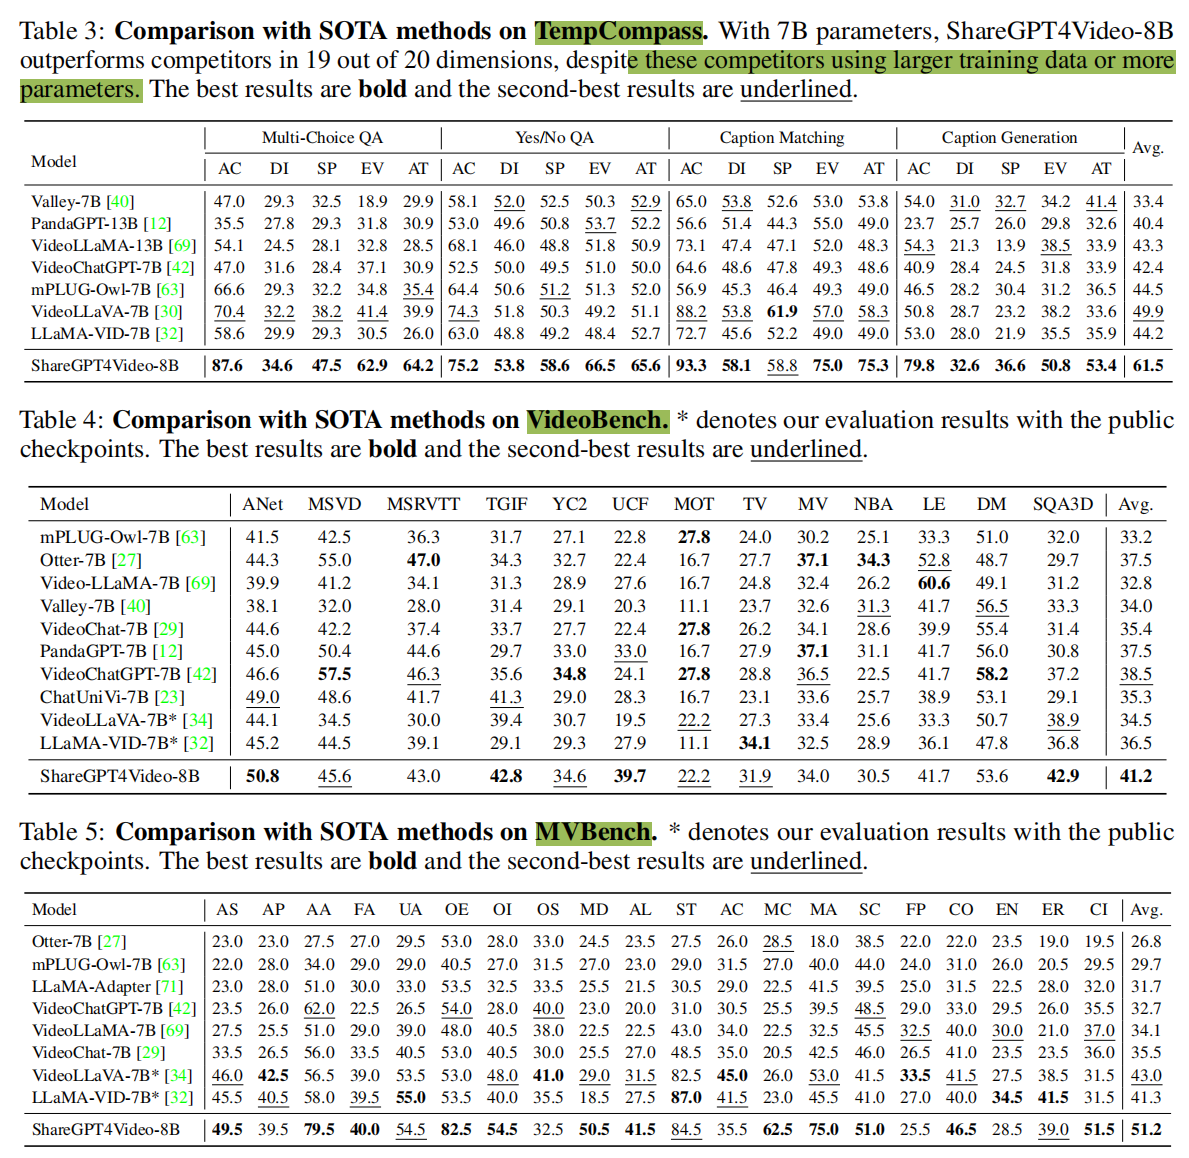 Table 3: Comparison with SOTA methods on TempCompass. With 7B parameters, ShareGPT4Video-8B
outperforms competitors in 19 out of 20 dimensions, despite these competitors using larger training data or more
parameters. The best results are bold and the second-best results are underlined.
Model Multi-Choice QA Yes/No QA Caption Matching Caption Generation Avg.
AC DI SP EV AT AC DI SP EV AT AC DI SP EV AT AC DI SP EV AT
Valley-7B [40] 47.0 29.3 32.5 18.9 29.9 58.1 52.0 52.5 50.3 52.9 65.0 53.8 52.6 53.0 53.8 54.0 31.0 32.7 34.2 41.4 33.4
PandaGPT-13B [12] 35.5 27.8 29.3 31.8 30.9 53.0 49.6 50.8 53.7 52.2 56.6 51.4 44.3 55.0 49.0 23.7 25.7 26.0 29.8 32.6 40.4
VideoLLaMA-13B [69] 54.1 24.5 28.1 32.8 28.5 68.1 46.0 48.8 51.8 50.9 73.1 47.4 47.1 52.0 48.3 54.3 21.3 13.9 38.5 33.9 43.3
VideoChatGPT-7B [42] 47.0 31.6 28.4 37.1 30.9 52.5 50.0 49.5 51.0 50.0 64.6 48.6 47.8 49.3 48.6 40.9 28.4 24.5 31.8 33.9 42.4
mPLUG-Owl-7B [63] 66.6 29.3 32.2 34.8 35.4 64.4 50.6 51.2 51.3 52.0 56.9 45.3 46.4 49.3 49.0 46.5 28.2 30.4 31.2 36.5 44.5
VideoLLaVA-7B [30] 70.4 32.2 38.2 41.4 39.9 74.3 51.8 50.3 49.2 51.1 88.2 53.8 61.9 57.0 58.3 50.8 28.7 23.2 38.2 33.6 49.9
LLaMA-VID-7B [32] 58.6 29.9 29.3 30.5 26.0 63.0 48.8 49.2 48.4 52.7 72.7 45.6 52.2 49.0 49.0 53.0 28.0 21.9 35.5 35.9 44.2
ShareGPT4Video-8B 87.6 34.6 47.5 62.9 64.2 75.2 53.8 58.6 66.5 65.6 93.3 58.1 58.8 75.0 75.3 79.8 32.6 36.6 50.8 53.4 61.5
Table 4: Comparison with SOTA methods on VideoBench. * denotes our evaluation results with the public
checkpoints. The best results are bold and the second-best results are underlined.
Model ANet MSVD MSRVTT TGIF YC2 UCF MOT TV MV NBA LE DM SQA3D Avg.
mPLUG-Owl-7B [63] 41.5 42.5 36.3 31.7 27.1 22.8 27.8 24.0 30.2 25.1 33.3 51.0 32.0 33.2
Otter-7B [27] 44.3 55.0 47.0 34.3 32.7 22.4 16.7 27.7 37.1 34.3 52.8 48.7 29.7 37.5
Video-LLaMA-7B [69] 39.9 41.2 34.1 31.3 28.9 27.6 16.7 24.8 32.4 26.2 60.6 49.1 31.2 32.8
Valley-7B [40] 38.1 32.0 28.0 31.4 29.1 20.3 11.1 23.7 32.6 31.3 41.7 56.5 33.3 34.0
VideoChat-7B [29] 44.6 42.2 37.4 33.7 27.7 22.4 27.8 26.2 34.1 28.6 39.9 55.4 31.4 35.4
PandaGPT-7B [12] 45.0 50.4 44.6 29.7 33.0 33.0 16.7 27.9 37.1 31.1 41.7 56.0 30.8 37.5
VideoChatGPT-7B [42] 46.6 57.5 46.3 35.6 34.8 24.1 27.8 28.8 36.5 22.5 41.7 58.2 37.2 38.5
ChatUniVi-7B [23] 49.0 48.6 41.7 41.3 29.0 28.3 16.7 23.1 33.6 25.7 38.9 53.1 29.1 35.3
VideoLLaVA-7B* [34] 44.1 34.5 30.0 39.4 30.7 19.5 22.2 27.3 33.4 25.6 33.3 50.7 38.9 34.5
LLaMA-VID-7B* [32] 45.2 44.5 39.1 29.1 29.3 27.9 11.1 34.1 32.5 28.9 36.1 47.8 36.8 36.5
ShareGPT4Video-8B 50.8 45.6 43.0 42.8 34.6 39.7 22.2 31.9 34.0 30.5 41.7 53.6 42.9 41.2
Table 5: Comparison with SOTA methods on MVBench. * denotes our evaluation results with the public
checkpoints. The best results are bold and the second-best results are underlined.
Model AS AP AA FA UA OE OI OS MD AL ST AC MC MA SC FP CO EN ER CI Avg.
Otter-7B [27] 23.0 23.0 27.5 27.0 29.5 53.0 28.0 33.0 24.5 23.5 27.5 26.0 28.5 18.0 38.5 22.0 22.0 23.5 19.0 19.5 26.8
mPLUG-Owl-7B [63] 22.0 28.0 34.0 29.0 29.0 40.5 27.0 31.5 27.0 23.0 29.0 31.5 27.0 40.0 44.0 24.0 31.0 26.0 20.5 29.5 29.7
LLaMA-Adapter [71] 23.0 28.0 51.0 30.0 33.0 53.5 32.5 33.5 25.5 21.5 30.5 29.0 22.5 41.5 39.5 25.0 31.5 22.5 28.0 32.0 31.7
VideoChatGPT-7B [42] 23.5 26.0 62.0 22.5 26.5 54.0 28.0 40.0 23.0 20.0 31.0 30.5 25.5 39.5 48.5 29.0 33.0 29.5 26.0 35.5 32.7
VideoLLaMA-7B [69] 27.5 25.5 51.0 29.0 39.0 48.0 40.5 38.0 22.5 22.5 43.0 34.0 22.5 32.5 45.5 32.5 40.0 30.0 21.0 37.0 34.1
VideoChat-7B [29] 33.5 26.5 56.0 33.5 40.5 53.0 40.5 30.0 25.5 27.0 48.5 35.0 20.5 42.5 46.0 26.5 41.0 23.5 23.5 36.0 35.5
VideoLLaVA-7B* [34] 46.0 42.5 56.5 39.0 53.5 53.0 48.0 41.0 29.0 31.5 82.5 45.0 26.0 53.0 41.5 33.5 41.5 27.5 38.5 31.5 43.0
LLaMA-VID-7B* [32] 45.5 40.5 58.0 39.5 55.0 53.5 40.0 35.5 18.5 27.5 87.0 41.5 23.0 45.5 41.0 27.0 40.0 34.5 41.5 31.5 41.3
ShareGPT4Video-8B 49.5 39.5 79.5 40.0 54.5 82.5 54.5 32.5 50.5 41.5 84.5 35.5 62.5 75.0 51.0 25.5 46.5 28.5 39.0 51.5 51.2